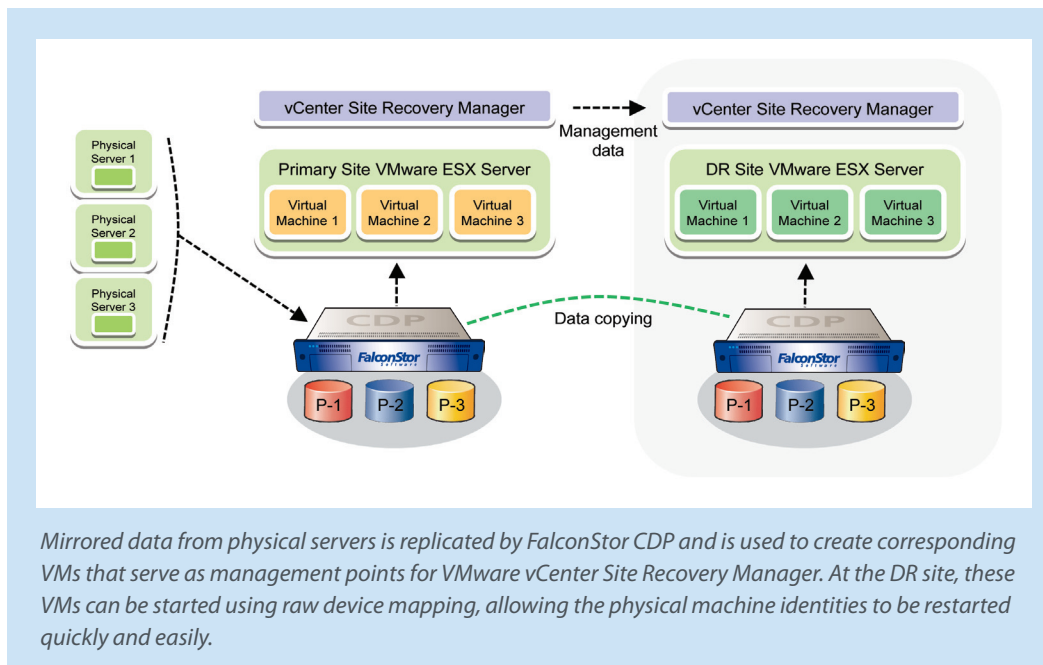 vCenter Site Recovery Manager
Management
data
vCenter Site Recovery Manager
Physical
Server 1
Physical
Server 2
Physical
Server 3
Primary Site VMware ESX Server
Virtual
Machine 1
Virtual
Machine 2
Virtual
Machine 3
DR Site VMware ESX Server
Virtual
Machine 1
Virtual
Machine 2
Virtual
Machine 3
CDP
FalconStor
Software
P-1
P-2
P-3
Data copying
CDP
FalconStor
Software
P-1
P-2
P-3
Mirrored data from physical servers is replicated by FalconStor CDP and is used to create corresponding
VMs that serve as management points for VMware vCenter Site Recovery Manager. At the DR site, these
VMs can be started using raw device mapping, allowing the physical machine identities to be restarted
quickly and easily.